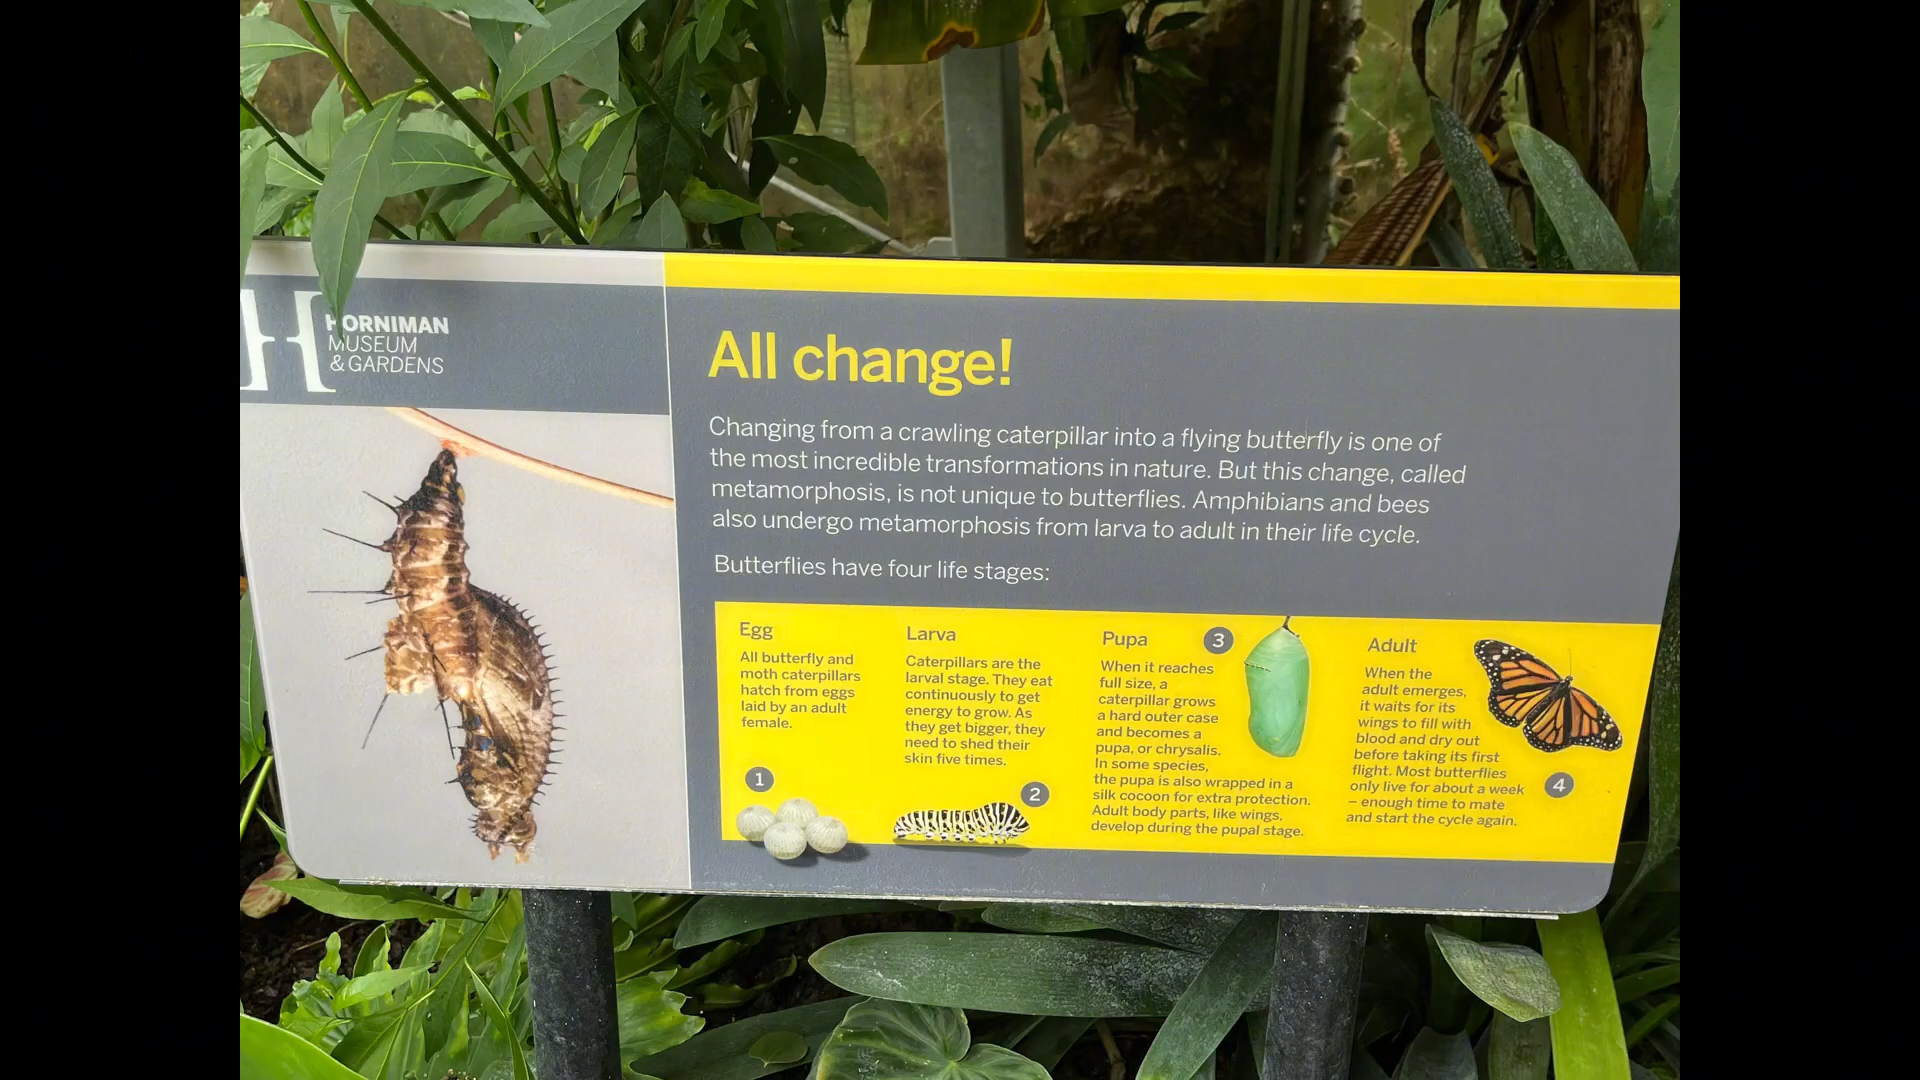 HORNIMAN
MUSEUM
& GARDENS
All change!
Changing from a crawling caterpillar into a flying butterfly is one of
the most incredible transformations in nature. But this change, called
metamorphosis, is not unique to butterflies. Amphibians and bees
also undergo metamorphosis from larva to adult in their life cycle.
Butterflies have four life stages:
Egg
All butterfly and
moth caterpillars
hatch from eggs
laid by an adult
female.
1
Larva
Caterpillars are the
larval stage. They eat
continuously to get
energy to grow. As
they get bigger, they
need to shed their
skin five times.
2
Pupa
3
When it reaches
full size, a
caterpillar grows
a hard outer case
and becomes a
pupa, or chrysalis.
In some species,
the pupa is also wrapped in a
silk cocoon for extra protection.
Adult body parts, like wings,
develop during the pupal stage.
Adult
When the
adult emerges,
it waits for its
wings to fill with
blood and dry out
before taking its first
flight. Most butterflies
only live for about a week
– enough time to mate
and start the cycle again.
4